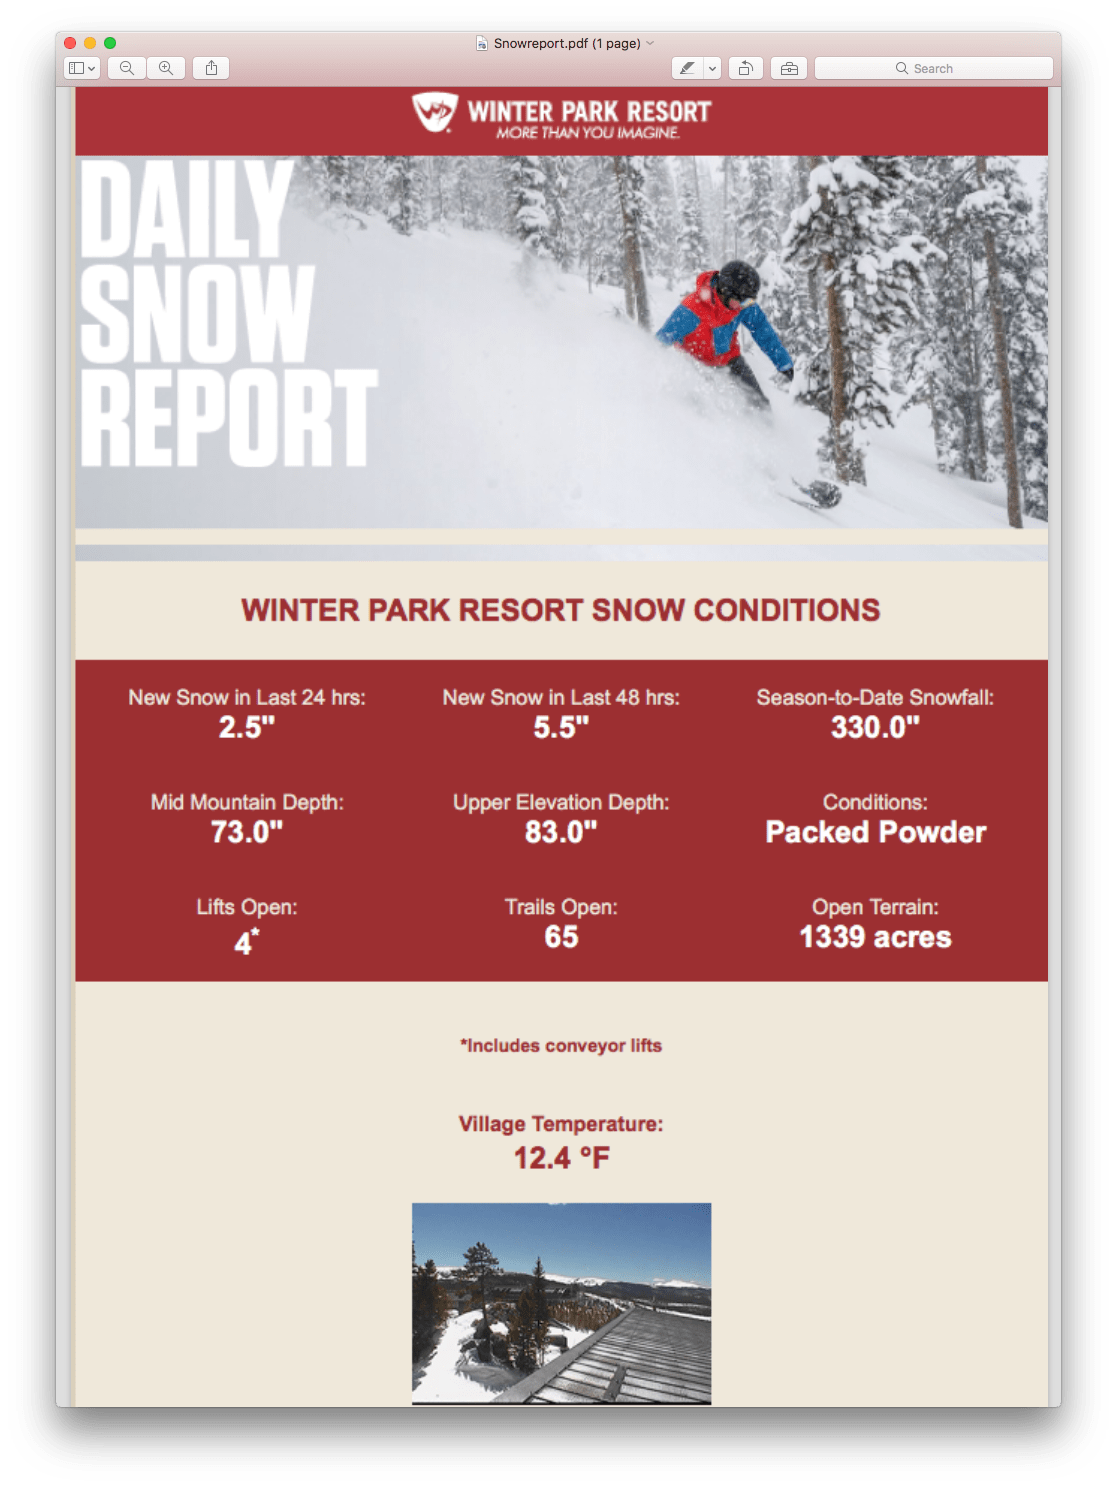 Snowreport.pdf (1 page)
Search
WINTER PARK RESORT
MORE THAN YOU IMAGINE.
DAILY
SNOW
REPORT
WINTER PARK RESORT SNOW CONDITIONS
New Snow in Last 24 hrs:
2.5"
New Snow in Last 48 hrs:
5.5"
Season-to-Date Snowfall:
330.0"
Mid Mountain Depth:
73.0"
Upper Elevation Depth:
83.0"
Conditions:
Packed Powder
Lifts Open:
4*
Trails Open:
65
Open Terrain:
1339 acres
*Includes conveyor lifts
Village Temperature:
12.4 °F